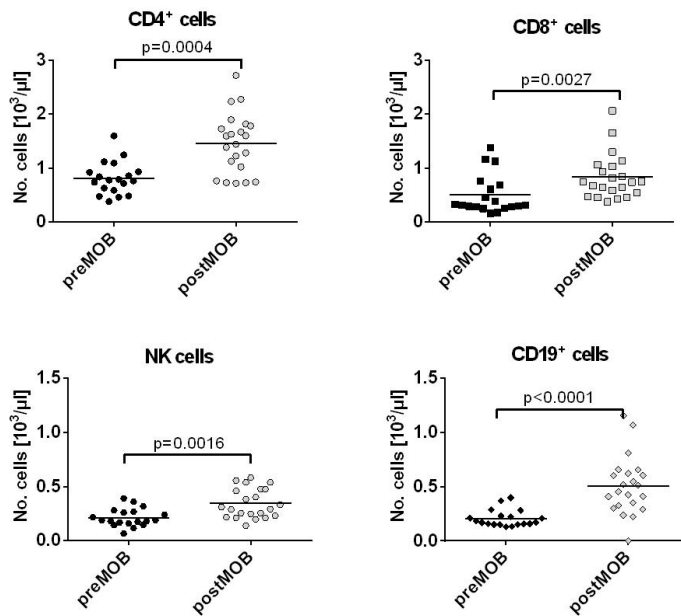 CD4⁺ cells
p=0.0004
No. cells [10³/µl]
3
2
1
0
preMOB
postMOB
CD8⁺ cells
p=0.0027
No. cells [10³/µl]
3
2
1
0
preMOB
postMOB
NK cells
p=0.0016
No. cells [10³/µl]
1.5
1.0
0.5
0.0
preMOB
postMOB
CD19⁺ cells
p<0.0001
No. cells [10³/µl]
1.5
1.0
0.5
0.0
preMOB
postMOB